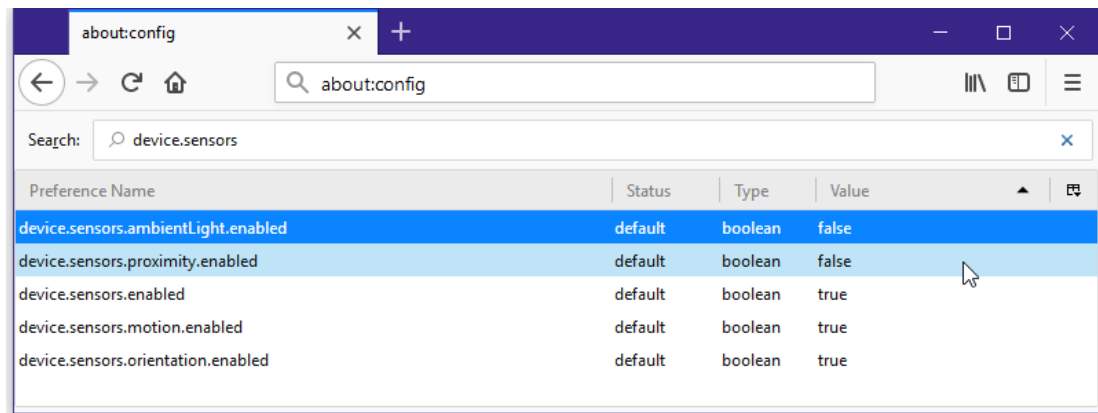 about:config
about:config
Search: device.sensors
Preference Name Status Type Value
device.sensors.ambientLight.enabled default boolean false
device.sensors.proximity.enabled default boolean false
device.sensors.enabled default boolean true
device.sensors.motion.enabled default boolean true
device.sensors.orientation.enabled default boolean true